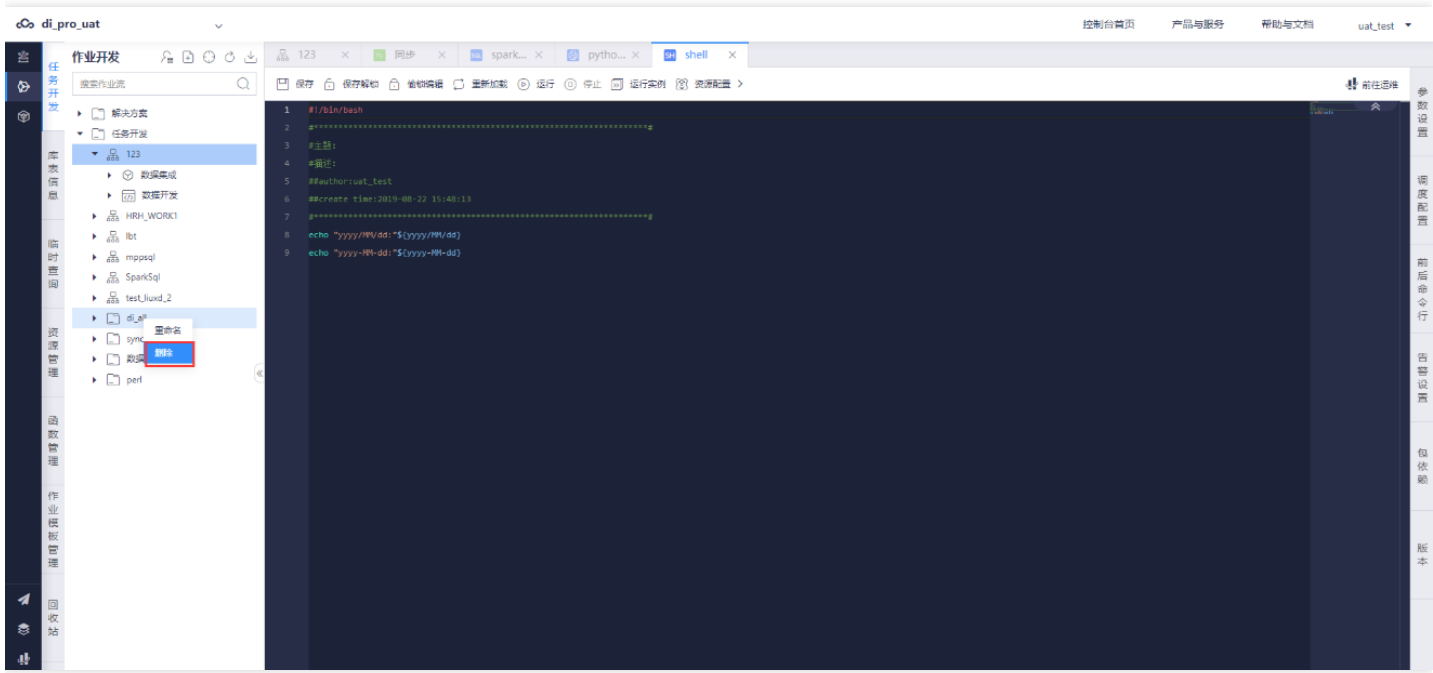 di_pro_uat
控制台首页
产品与服务
帮助与文档
uat_test
任务开发
库表信息
临时查询
资源管理
函数管理
作业模板管理
回收站
作业开发
搜索作业流
解决方案
任务开发
123
数据集成
数据开发
HRH_WORK1
lbt
mppsql
SparkSql
test_liuxd_2
di_all
sync
数据
perl
重命名
删除
123
同步
spark...
pytho...
SH shell
保存
保存解锁
偷锁编辑
重新加载
运行
停止
运行实例
资源配置
前往运维
1 #!/bin/bash
2 #********************************************************************#
3 #主题:
4 #描述:
5 ##author:uat_test
6 ##create time:2019-08-22 15:48:13
7 #********************************************************************#
8 echo "yyyy/MM/dd:"${yyyy/MM/dd}
9 echo "yyyy-MM-dd:"${yyyy-MM-dd}
参数设置
调度配置
前后命令行
告警设置
包依赖
版本